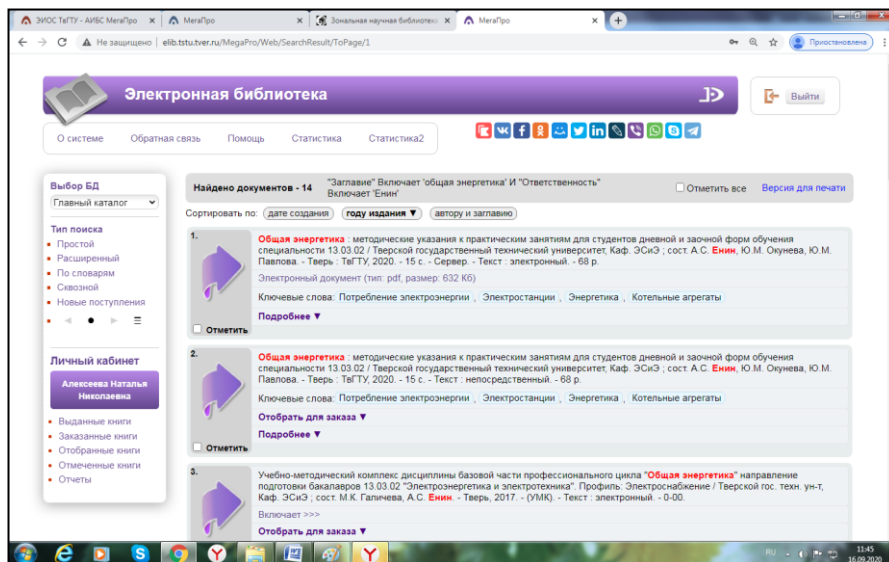 ЭИОС ТвГТУ - АИБС МегаПро
МегаПро
Зональная научная библиотека
МегаПро
Не защищено
elib.tstu.tver.ru/MegaPro/Web/SearchResult/ToPage/1
Приостановлена
Электронная библиотека
Выйти
О системе Обратная связь Помощь Статистика Статистика2
Выбор БД
Главный каталог
Тип поиска
Простой
Расширенный
По словарям
Сквозной
Новые поступления
Личный кабинет
Алексеева Наталья
Николаевна
Выданные книги
Заказанные книги
Отобранные книги
Отмеченные книги
Отчеты
Найдено документов - 14
"Заглавие" Включает 'общая энергетика' И "Ответственность"
Включает 'Енин'
Отметить все
Версия для печати
Сортировать по: дате создания году издания ▼ автору и заглавию
1.
Общая энергетика : методические указания к практическим занятиям для студентов дневной и заочной форм обучения
специальности 13.03.02 / Тверской государственный технический университет, Каф. ЭСиЭ ; сост. А.С. Енин, Ю.М. Окунева, Ю.М.
Павлова. - Тверь : ТвГТУ, 2020. - 15 с. - Сервер. - Текст : электронный. - 68 р.
Электронный документ (тип: pdf, размер: 632 Кб)
Ключевые слова: Потребление электроэнергии , Электростанции , Энергетика , Котельные агрегаты
Подробнее ▼
Отметить
2.
Общая энергетика : методические указания к практическим занятиям для студентов дневной и заочной форм обучения
специальности 13.03.02 / Тверской государственный технический университет, Каф. ЭСиЭ ; сост. А.С. Енин, Ю.М. Окунева, Ю.М.
Павлова. - Тверь : ТвГТУ, 2020. - 15 с. - Текст : непосредственный. - 68 р.
Ключевые слова: Потребление электроэнергии , Электростанции , Энергетика , Котельные агрегаты
Отобрать для заказа ▼
Подробнее ▼
Отметить
3.
Учебно-методический комплекс дисциплины базовой части профессионального цикла "Общая энергетика" направление
подготовки бакалавров 13.03.02 "Электроэнергетика и электротехника". Профиль: Электроснабжение / Тверской гос. техн. ун-т,
Каф. ЭСиЭ ; сост. М.К. Галичева, А.С. Енин. - Тверь, 2017. - (УМК). - Текст : электронный. - 0-00.
Включает >>>
Отобрать для заказа ▼
RU
11:45
16.09.2020